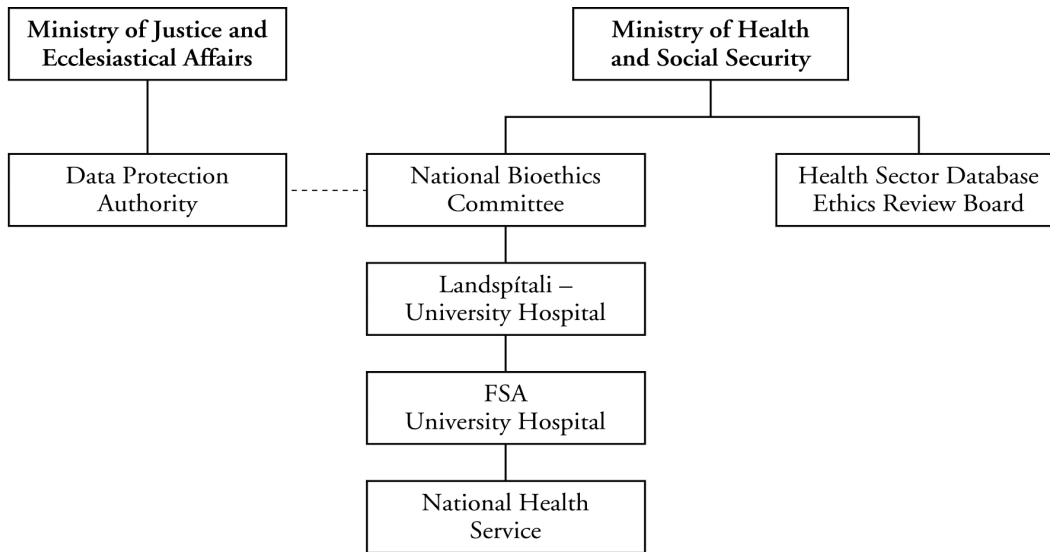 Ministry of Justice and
Ecclesiastical Affairs
Ministry of Health
and Social Security
Data Protection
Authority
National Bioethics
Committee
Health Sector Database
Ethics Review Board
Landspítali –
University Hospital
FSA
University Hospital
National Health
Service